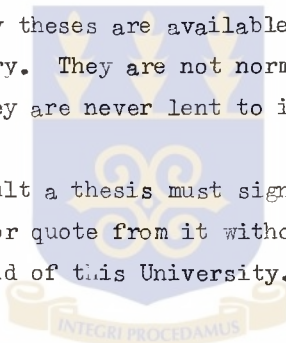 theses are available
ry. They are not norm
ey are never lent to i
ult a thesis must sign
or quote from it witho
d of this University.
INTEGRI PROCEDAMUS